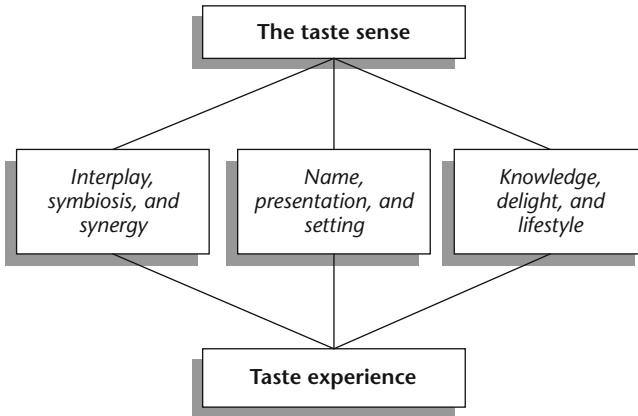 The taste sense
Interplay,
symbiosis, and
synergy
Name,
presentation, and
setting
Knowledge,
delight, and
lifestyle
Taste experience